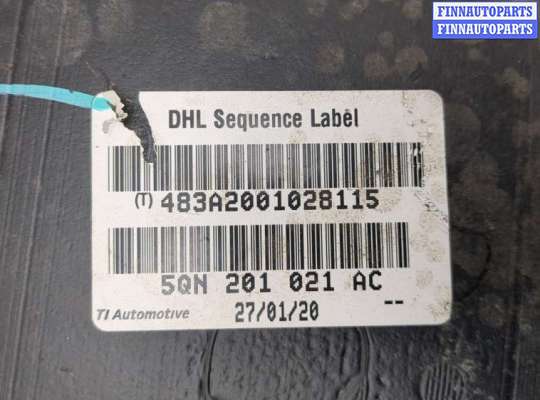 FINNAUTOPARTS
FINNAUTOPARTS
DHL Sequence Label
(T) 483A2001028115
5QN 201 021 AC
TI Automotive 27/01/20 --